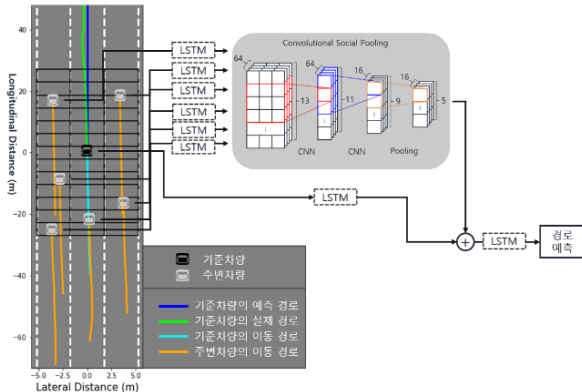 Longitudinal Distance (m)
40
20
0
−20
−40
−60
−5.0
−2.5
0.0
2.5
5.0
Lateral Distance (m)
LSTM
LSTM
LSTM
LSTM
LSTM
LSTM
Convolutional Social Pooling
64
13
CNN
64
11
CNN
16
9
Pooling
16
5
LSTM
+
LSTM
경로
예측
기준차량
주변차량
기준차량의 예측 경로
기준차량의 실제 경로
기준차량의 이동 경로
주변차량의 이동 경로